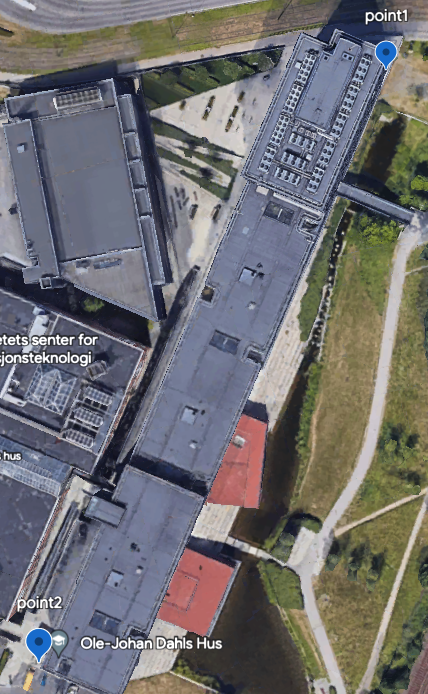 point1
etets senter for
sjonsteknologi
s hus
point2
Ole-Johan Dahls Hus